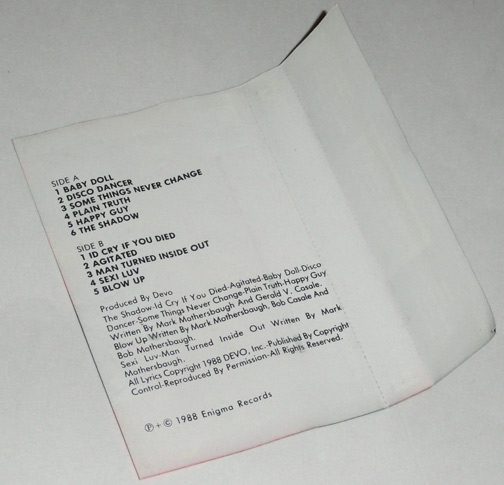 SIDE A
1 BABY DOLL
2 DISCO DANCER
3 SOME THINGS NEVER CHANGE
4 PLAIN TRUTH
5 HAPPY GUY
6 THE SHADOW
SIDE B
1 ID CRY IF YOU DIED
2 AGITATED
3 MAN TURNED INSIDE OUT
4 SEXI LUV
5 BLOW UP
Produced By Devo
The Shadow-Id Cry If You Died-Agitated-Baby Doll-Disco
Dancer-Some Things Never Change-Plain Truth-Happy Guy
Written By Mark Mothersbaugh And Gerald V. Casale.
Blow Up Written By Mark Mothersbaugh, Bob Casale And
Bob Mothersbaugh.
Sexi Luv-Man Turned Inside Out Written By Mark
Mothersbaugh.
All Lyrics Copyright 1988 DEVO, Inc.-Published By Copyright
Control-Reproduced By Permission-All Rights Reserved.
℗ + © 1988 Enigma Records